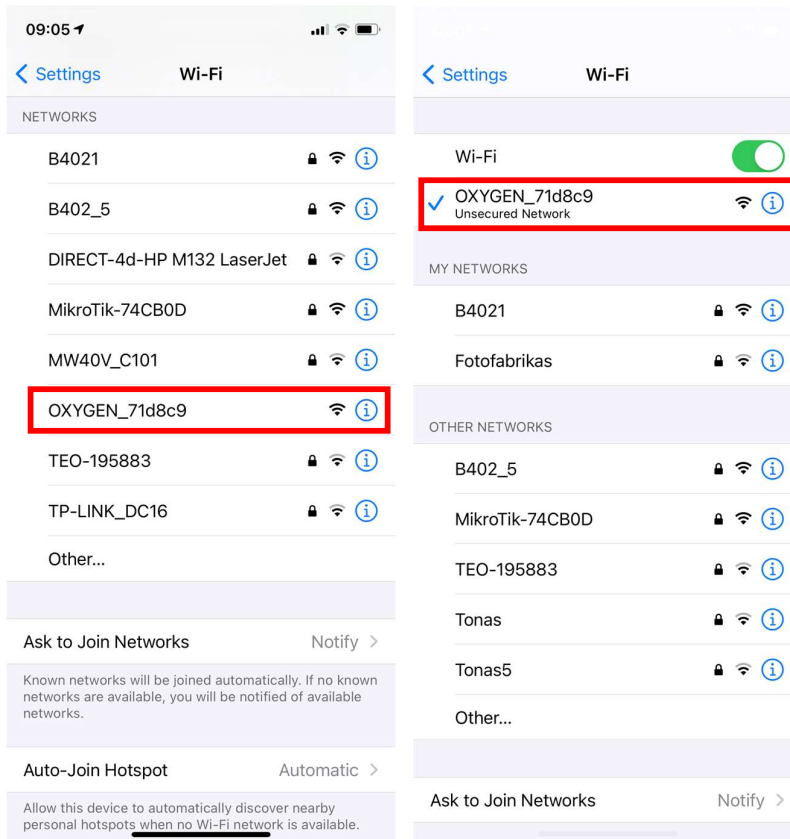 09:05
Settings
Wi-Fi
NETWORKS
B4021
B402_5
DIRECT-4d-HP M132 LaserJet
MikroTik-74CB0D
MW40V_C101
OXYGEN_71d8c9
TEO-195883
TP-LINK_DC16
Other...
Ask to Join Networks Notify
Known networks will be joined automatically. If no known
networks are available, you will be notified of available
networks.
Auto-Join Hotspot Automatic
Allow this device to automatically discover nearby
personal hotspots when no Wi-Fi network is available.
Settings
Wi-Fi
Wi-Fi
OXYGEN_71d8c9
Unsecured Network
MY NETWORKS
B4021
Fotofabrikas
OTHER NETWORKS
B402_5
MikroTik-74CB0D
TEO-195883
Tonas
Tonas5
Other...
Ask to Join Networks Notify